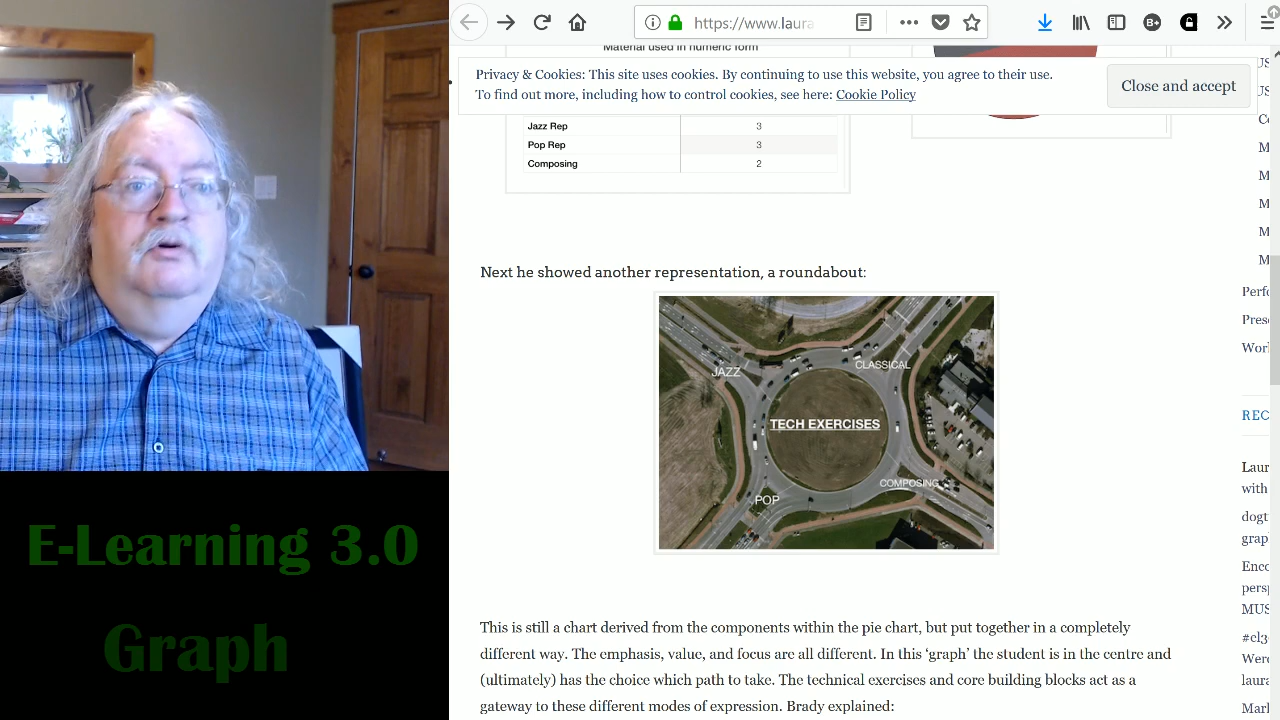 https://www.laura
Material used in numeric form
Privacy & Cookies: This site uses cookies. By continuing to use this website, you agree to their use.
To find out more, including how to control cookies, see here: Cookie Policy
Close and accept
Jazz Rep 3
Pop Rep 3
Composing 2
Next he showed another representation, a roundabout:
JAZZ
CLASSICAL
TECH EXERCISES
COMPOSING
POP
This is still a chart derived from the components within the pie chart, but put together in a completely
different way. The emphasis, value, and focus are all different. In this ‘graph’ the student is in the centre and
(ultimately) has the choice which path to take. The technical exercises and core building blocks act as a
gateway to these different modes of expression. Brady explained:
US
US
Co
M
M
M
M
M
Perfo
Prese
Worl
REC
Laur
with
dogt
grap
Enco
persp
MUS
#el3
Were
laura
Marl
E-Learning 3.0
Graph